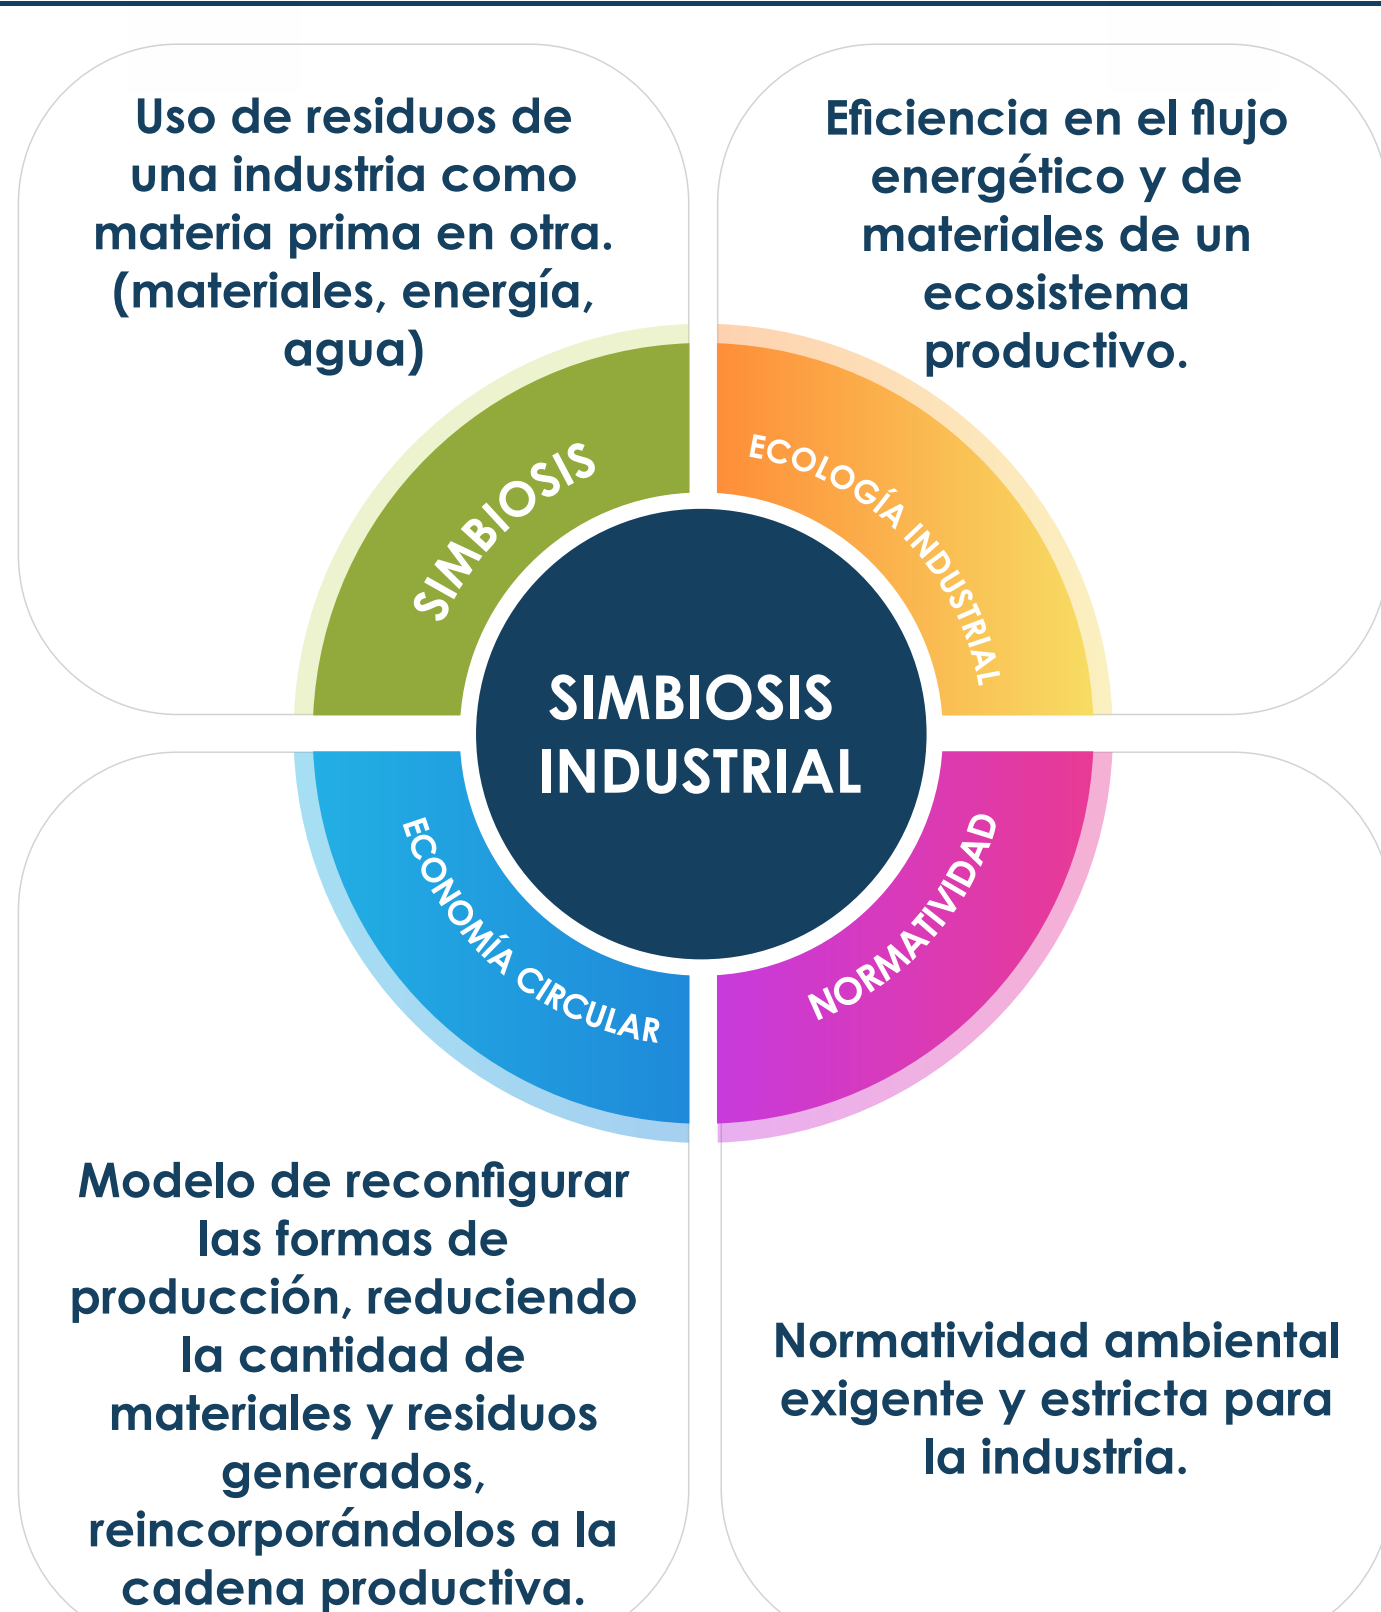 Uso de residuos de
una industria como
materia prima en otra.
(materiales, energía,
agua)
Eficiencia en el flujo
energético y de
materiales de un
ecosistema
productivo.
SIMBIOSIS
ECOLOGÍA INDUSTRIAL
SIMBIOSIS
INDUSTRIAL
ECONOMÍA CIRCULAR
NORMATIVIDAD
Modelo de reconfigurar
las formas de
producción, reduciendo
la cantidad de
materiales y residuos
generados,
reincorporándolos a la
cadena productiva.
Normatividad ambiental
exigente y estricta para
la industria.